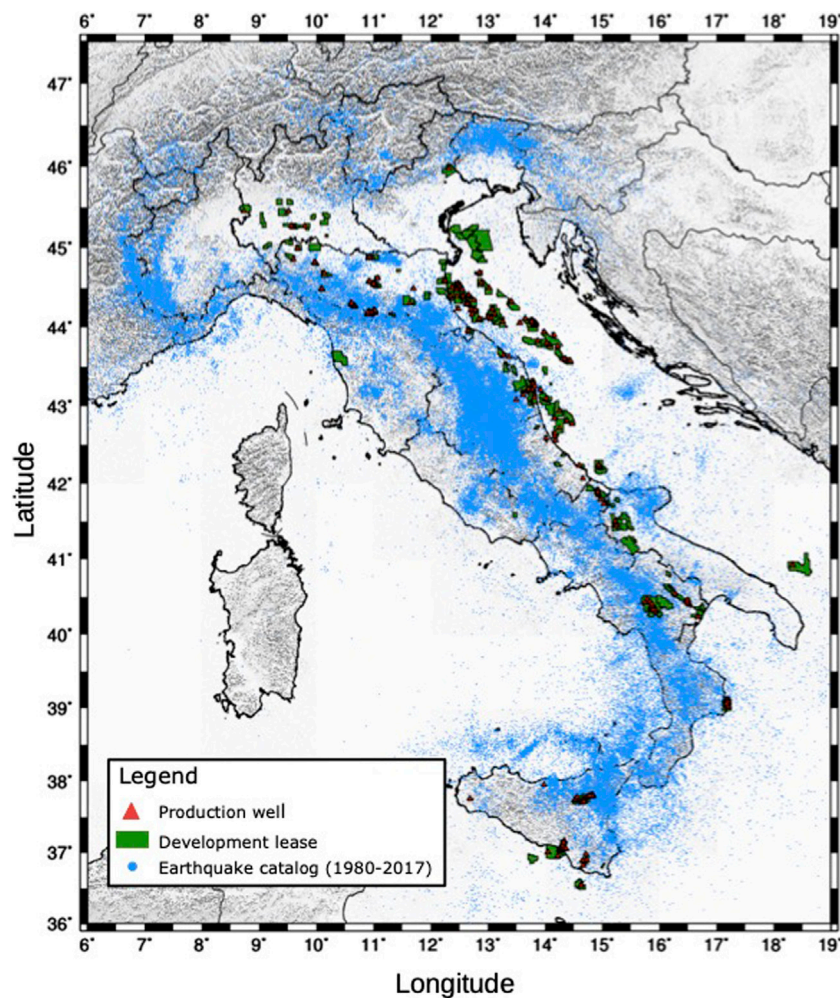 6° 7° 8° 9° 10° 11° 12° 13° 14° 15° 16° 17° 18° 19°
47°
46°
45°
44°
43°
42°
41°
40°
39°
38°
37°
36°
Latitude
Legend
Production well
Development lease
Earthquake catalog (1980-2017)
6° 7° 8° 9° 10° 11° 12° 13° 14° 15° 16° 17° 18° 19°
Longitude